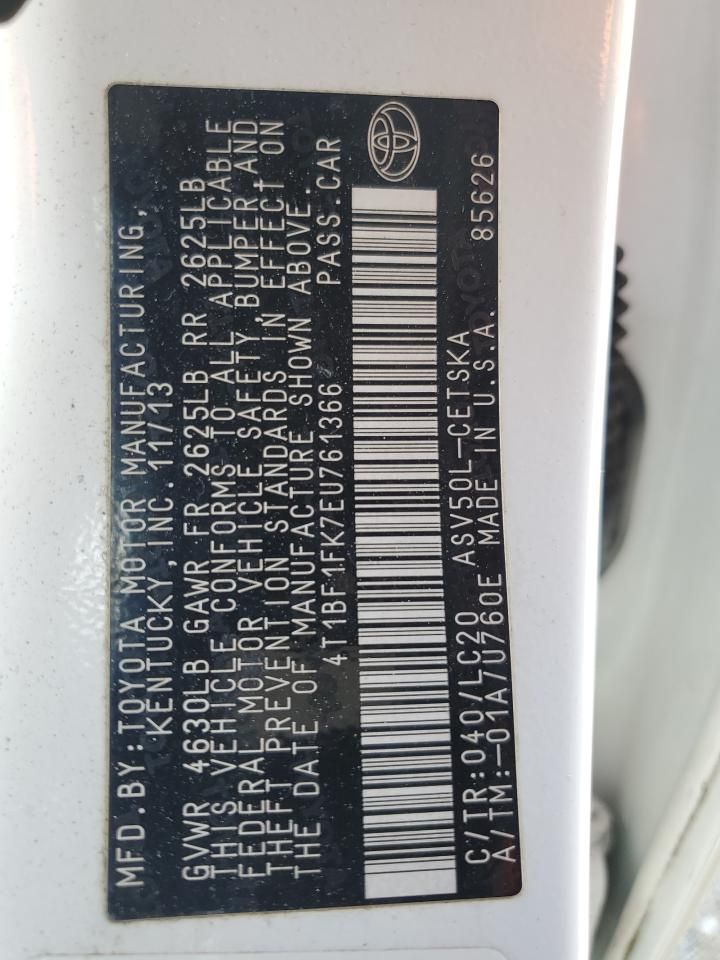 MFD.BY:TOYOTA MOTOR MANUFACTURING,
KENTUCKY,INC.11/13
GVWR 4630LB GAWR FR 2625LB RR 2625LB
THIS VEHICLE CONFORMS TO ALL APPLICABLE
FEDERAL MOTOR VEHICLE SAFETY,BUMPER,AND
THEFT PREVENTION STANDARDS IN EFFECT ON
THE DATE OF MANUFACTURE SHOWN ABOVE.
4T1BF1FK7EU761366 PASS.CAR
C/TR:040/LC20 ASV50L-CETSKA
A/TM:-01A/U760E MADE IN U.S.A. 85626